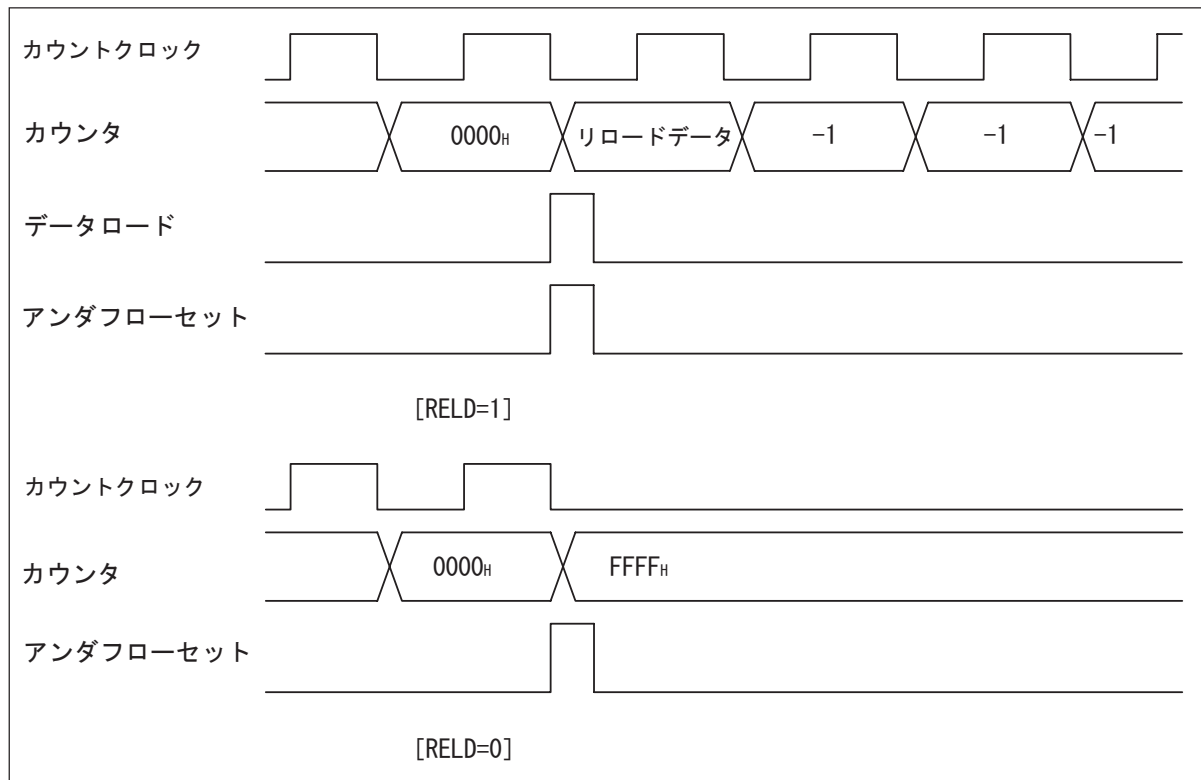 カウントクロック
カウンタ 0000H リロードデータ -1 -1 -1
データロード
アンダフローセット
[RELD=1]
カウントクロック
カウンタ 0000H FFFFH
アンダフローセット
[RELD=0]